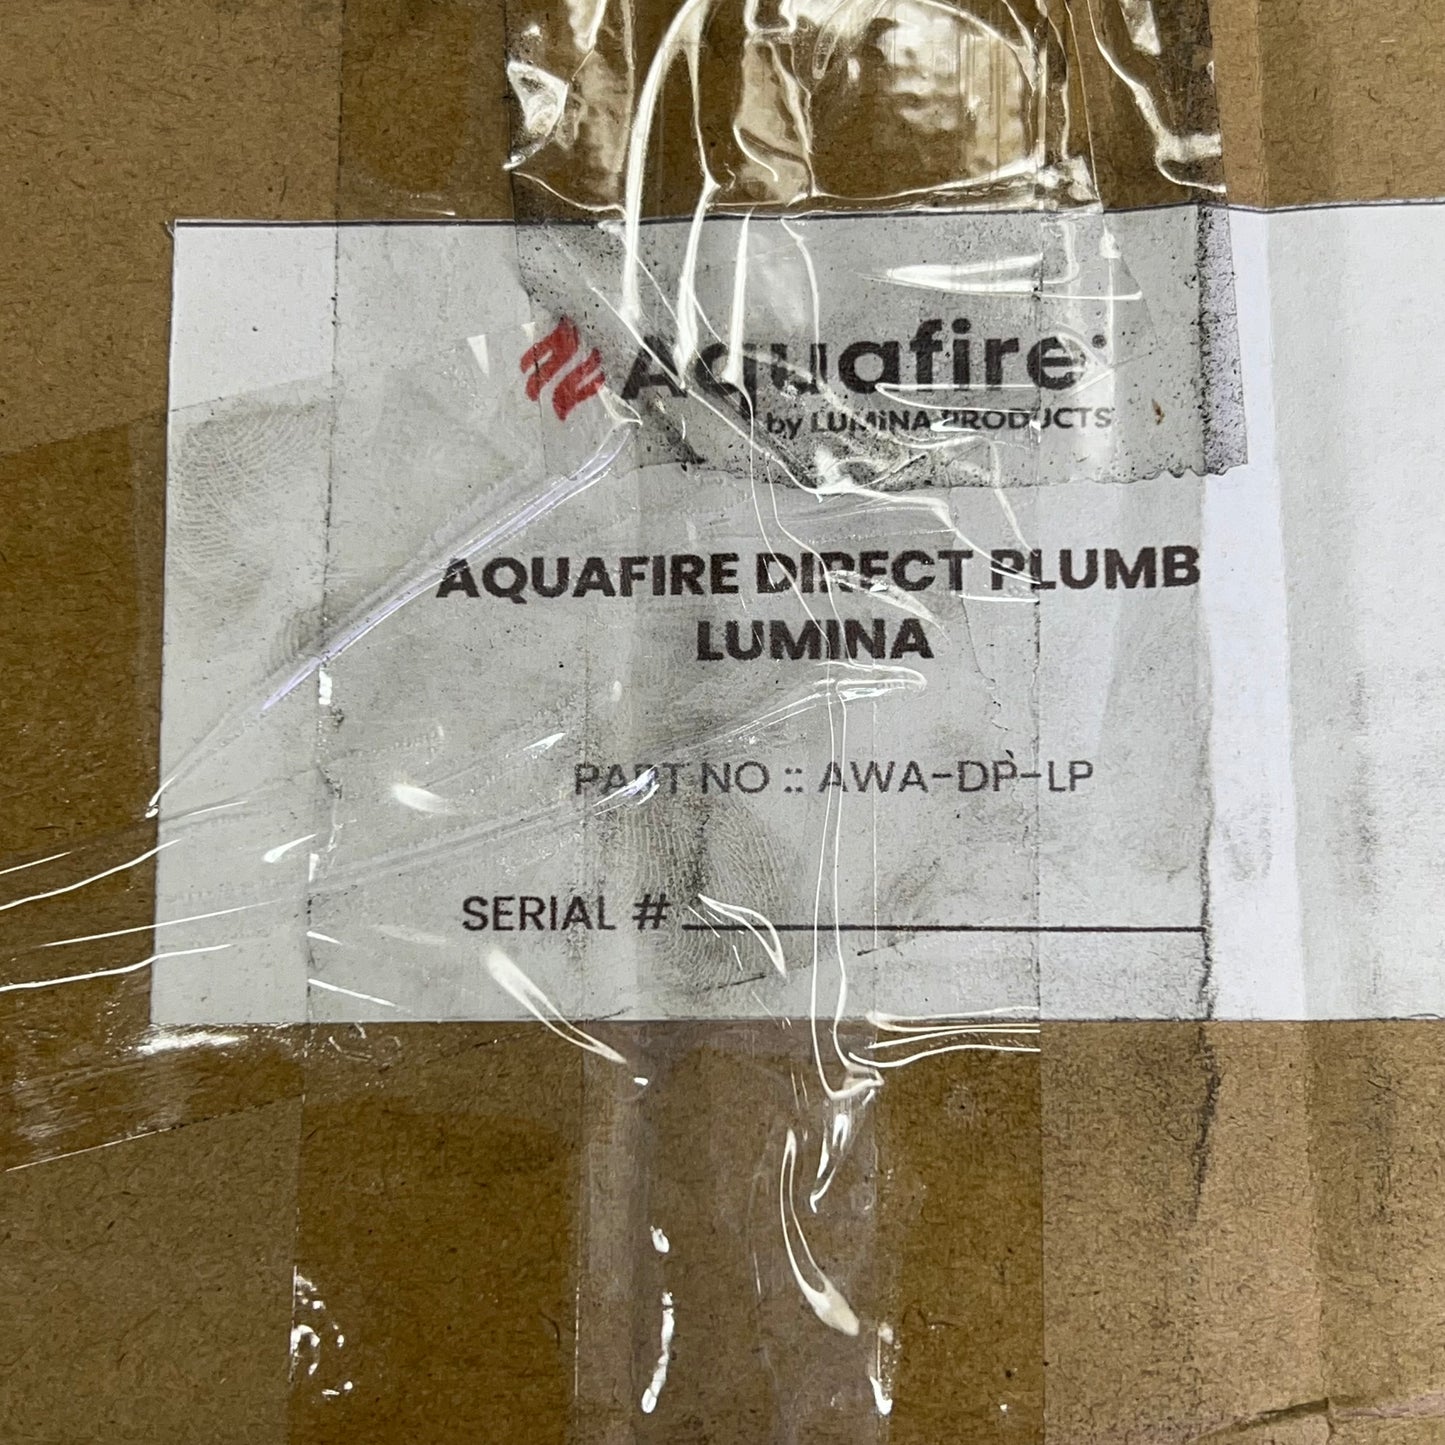 Aquafire
by LUMiNA PRODUCTS
AQUAFIRE DIRECT PLUMB
LUMINA
PART NO :: AWA-DP-LP
SERIAL #